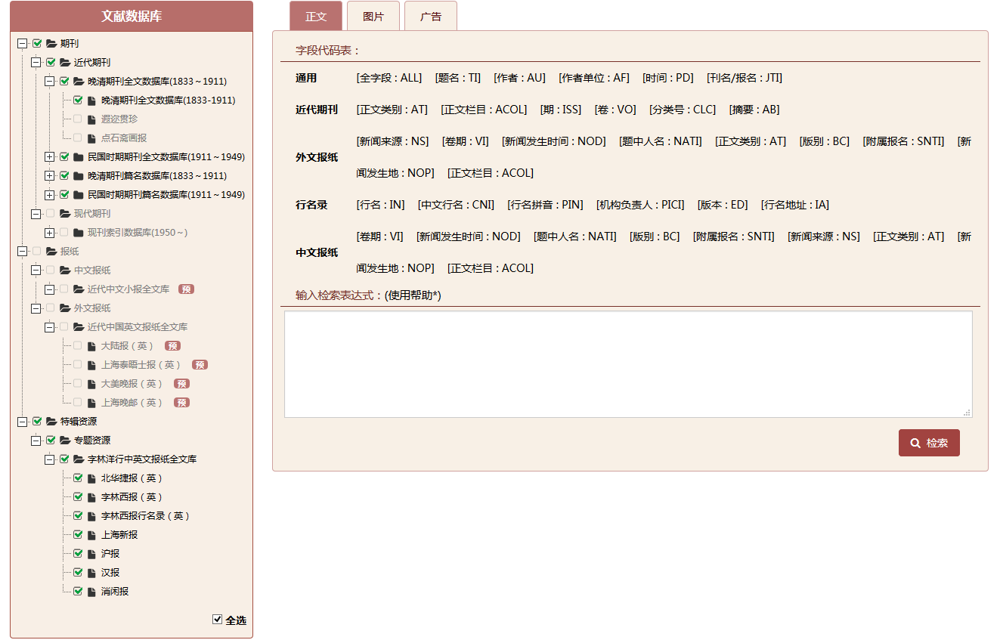 文献数据库
期刊
近代期刊
晚清期刊全文数据库(1833～1911)
晚清期刊全文数据库(1833-1911)
遐迩贯珍
点石斋画报
民国时期期刊全文数据库(1911～1949)
晚清期刊篇名数据库(1833～1911)
民国时期期刊篇名数据库(1911～1949)
现代期刊
现刊索引数据库(1950～)
报纸
中文报纸
近代中文小报全文库 预
外文报纸
近代中国英文报纸全文库
大陆报（英） 预
上海泰晤士报（英） 预
大美晚报（英） 预
上海晚邮（英） 预
特辑资源
专题资源
字林洋行中英文报纸全文库
北华捷报（英）
字林西报（英）
字林西报行名录（英）
上海新报
沪报
汉报
消闲报
全选
正文 图片 广告
字段代码表：
通用 [全字段 : ALL] [题名 : TI] [作者 : AU] [作者单位 : AF] [时间 : PD] [刊名/报名 : JTI]
近代期刊 [正文类别 : AT] [正文栏目 : ACOL] [期 : ISS] [卷 : VO] [分类号 : CLC] [摘要 : AB]
外文报纸 [新闻来源 : NS] [卷期 : VI] [新闻发生时间 : NOD] [题中人名 : NATI] [正文类别 : AT] [版别 : BC] [附属报名 : SNTI] [新
闻发生地 : NOP] [正文栏目 : ACOL]
行名录 [行名 : IN] [中文行名 : CNI] [行名拼音 : PIN] [机构负责人 : PICI] [版本 : ED] [行名地址 : IA]
中文报纸 [卷期 : VI] [新闻发生时间 : NOD] [题中人名 : NATI] [版别 : BC] [附属报名 : SNTI] [新闻来源 : NS] [正文类别 : AT] [新
闻发生地 : NOP] [正文栏目 : ACOL]
输入检索表达式：(使用帮助*)
检索